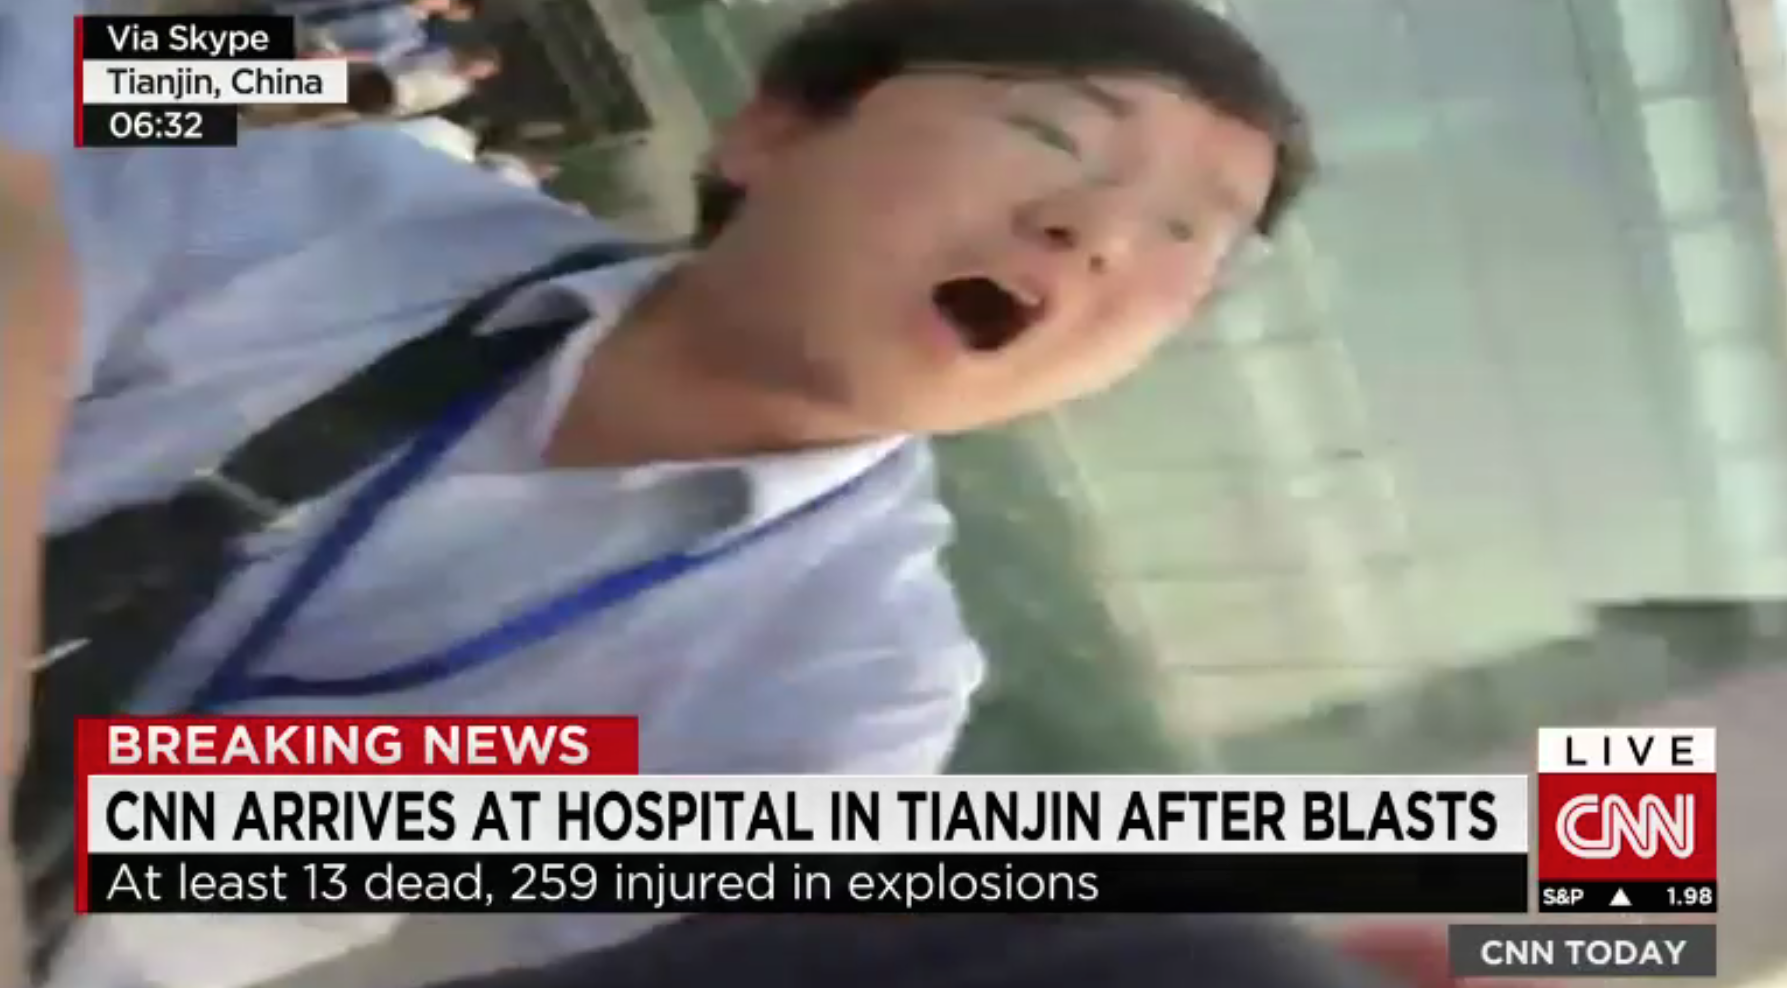 Via Skype
Tianjin, China
06:32
BREAKING NEWS
CNN ARRIVES AT HOSPITAL IN TIANJIN AFTER BLASTS
At least 13 dead, 259 injured in explosions
LIVE
CNN
S&P ▲ 1.98
CNN TODAY